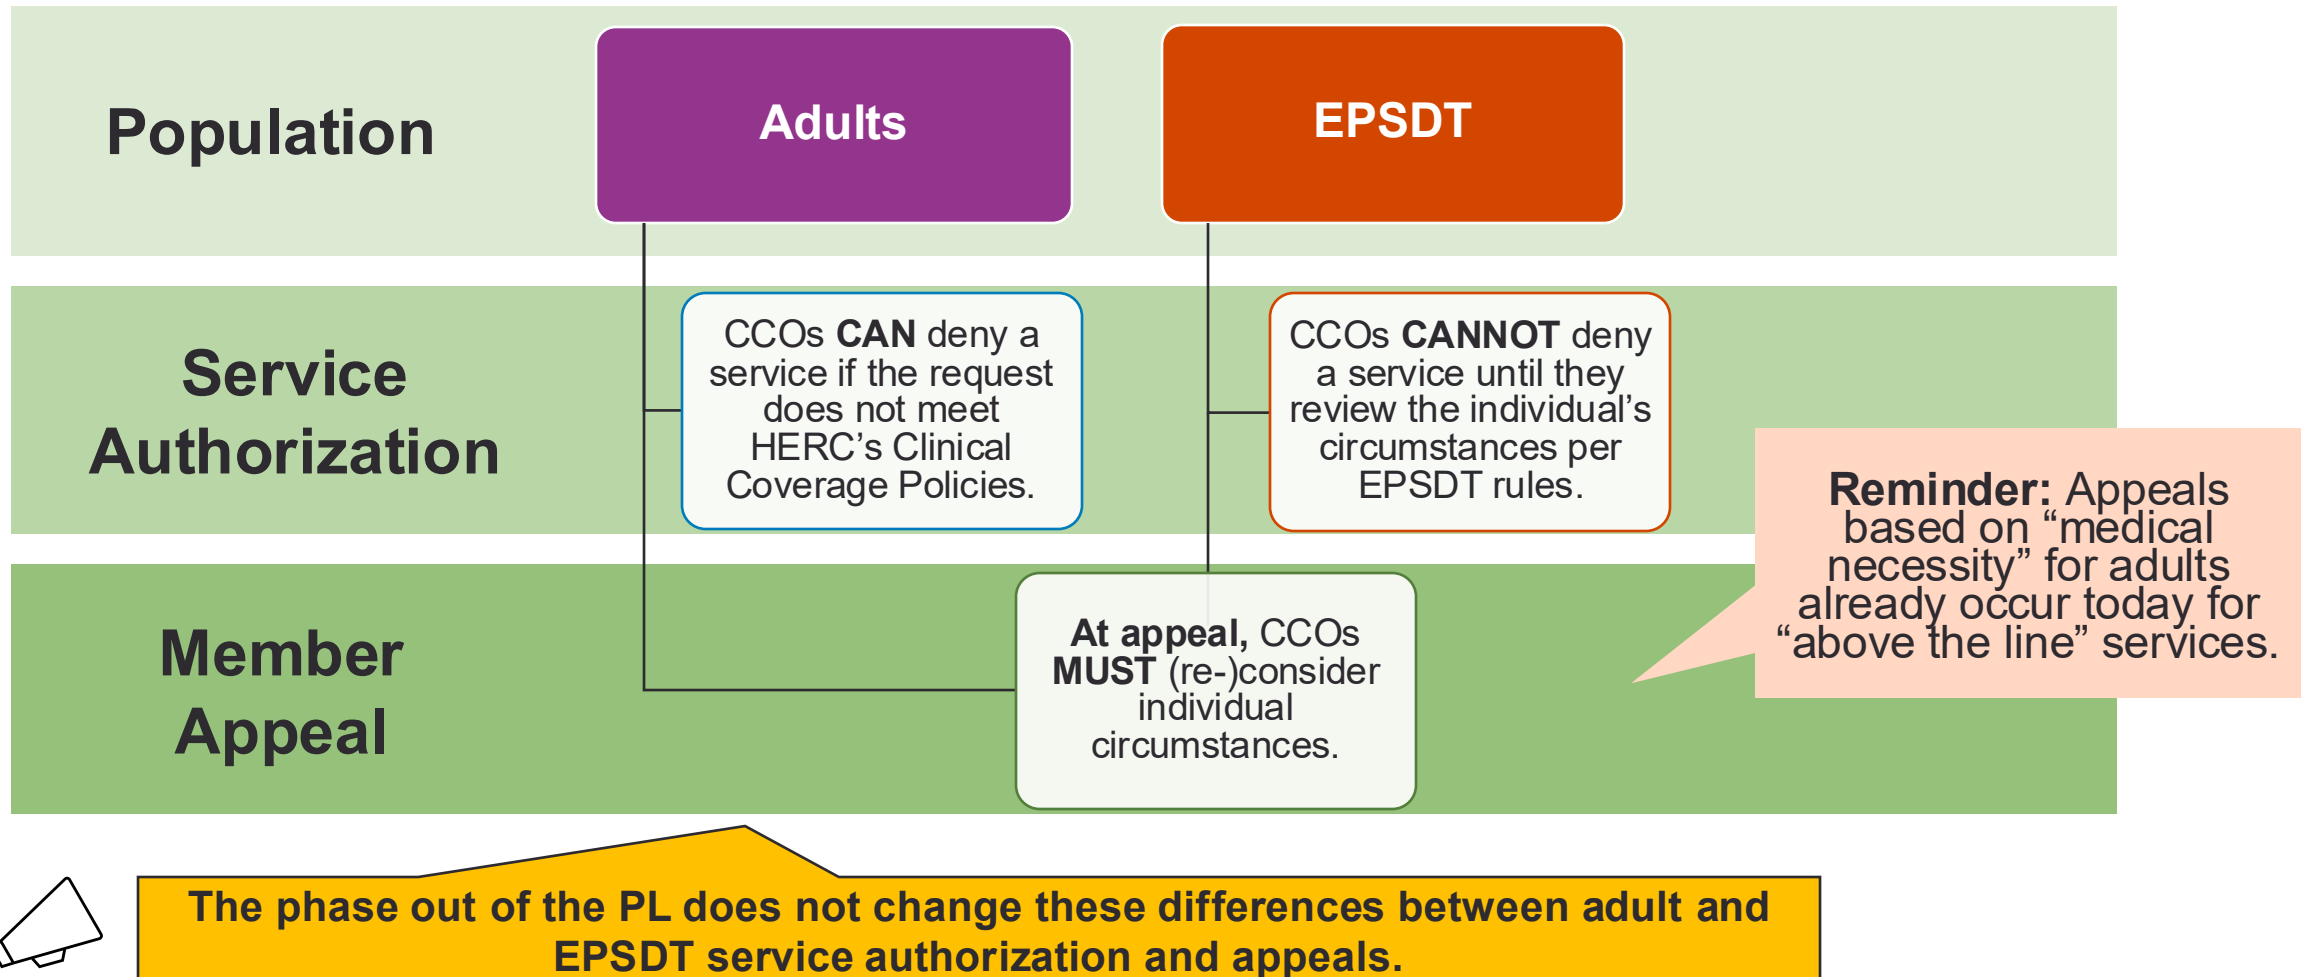 Population
Adults
EPSDT
Service
Authorization
CCOs CAN deny a
service if the request
does not meet
HERC’s Clinical
Coverage Policies.
CCOs CANNOT deny
a service until they
review the individual’s
circumstances per
EPSDT rules.
Reminder: Appeals
based on “medical
necessity” for adults
already occur today for
“above the line” services.
Member
Appeal
At appeal, CCOs
MUST (re-)consider
individual
circumstances.
The phase out of the PL does not change these differences between adult and
EPSDT service authorization and appeals.